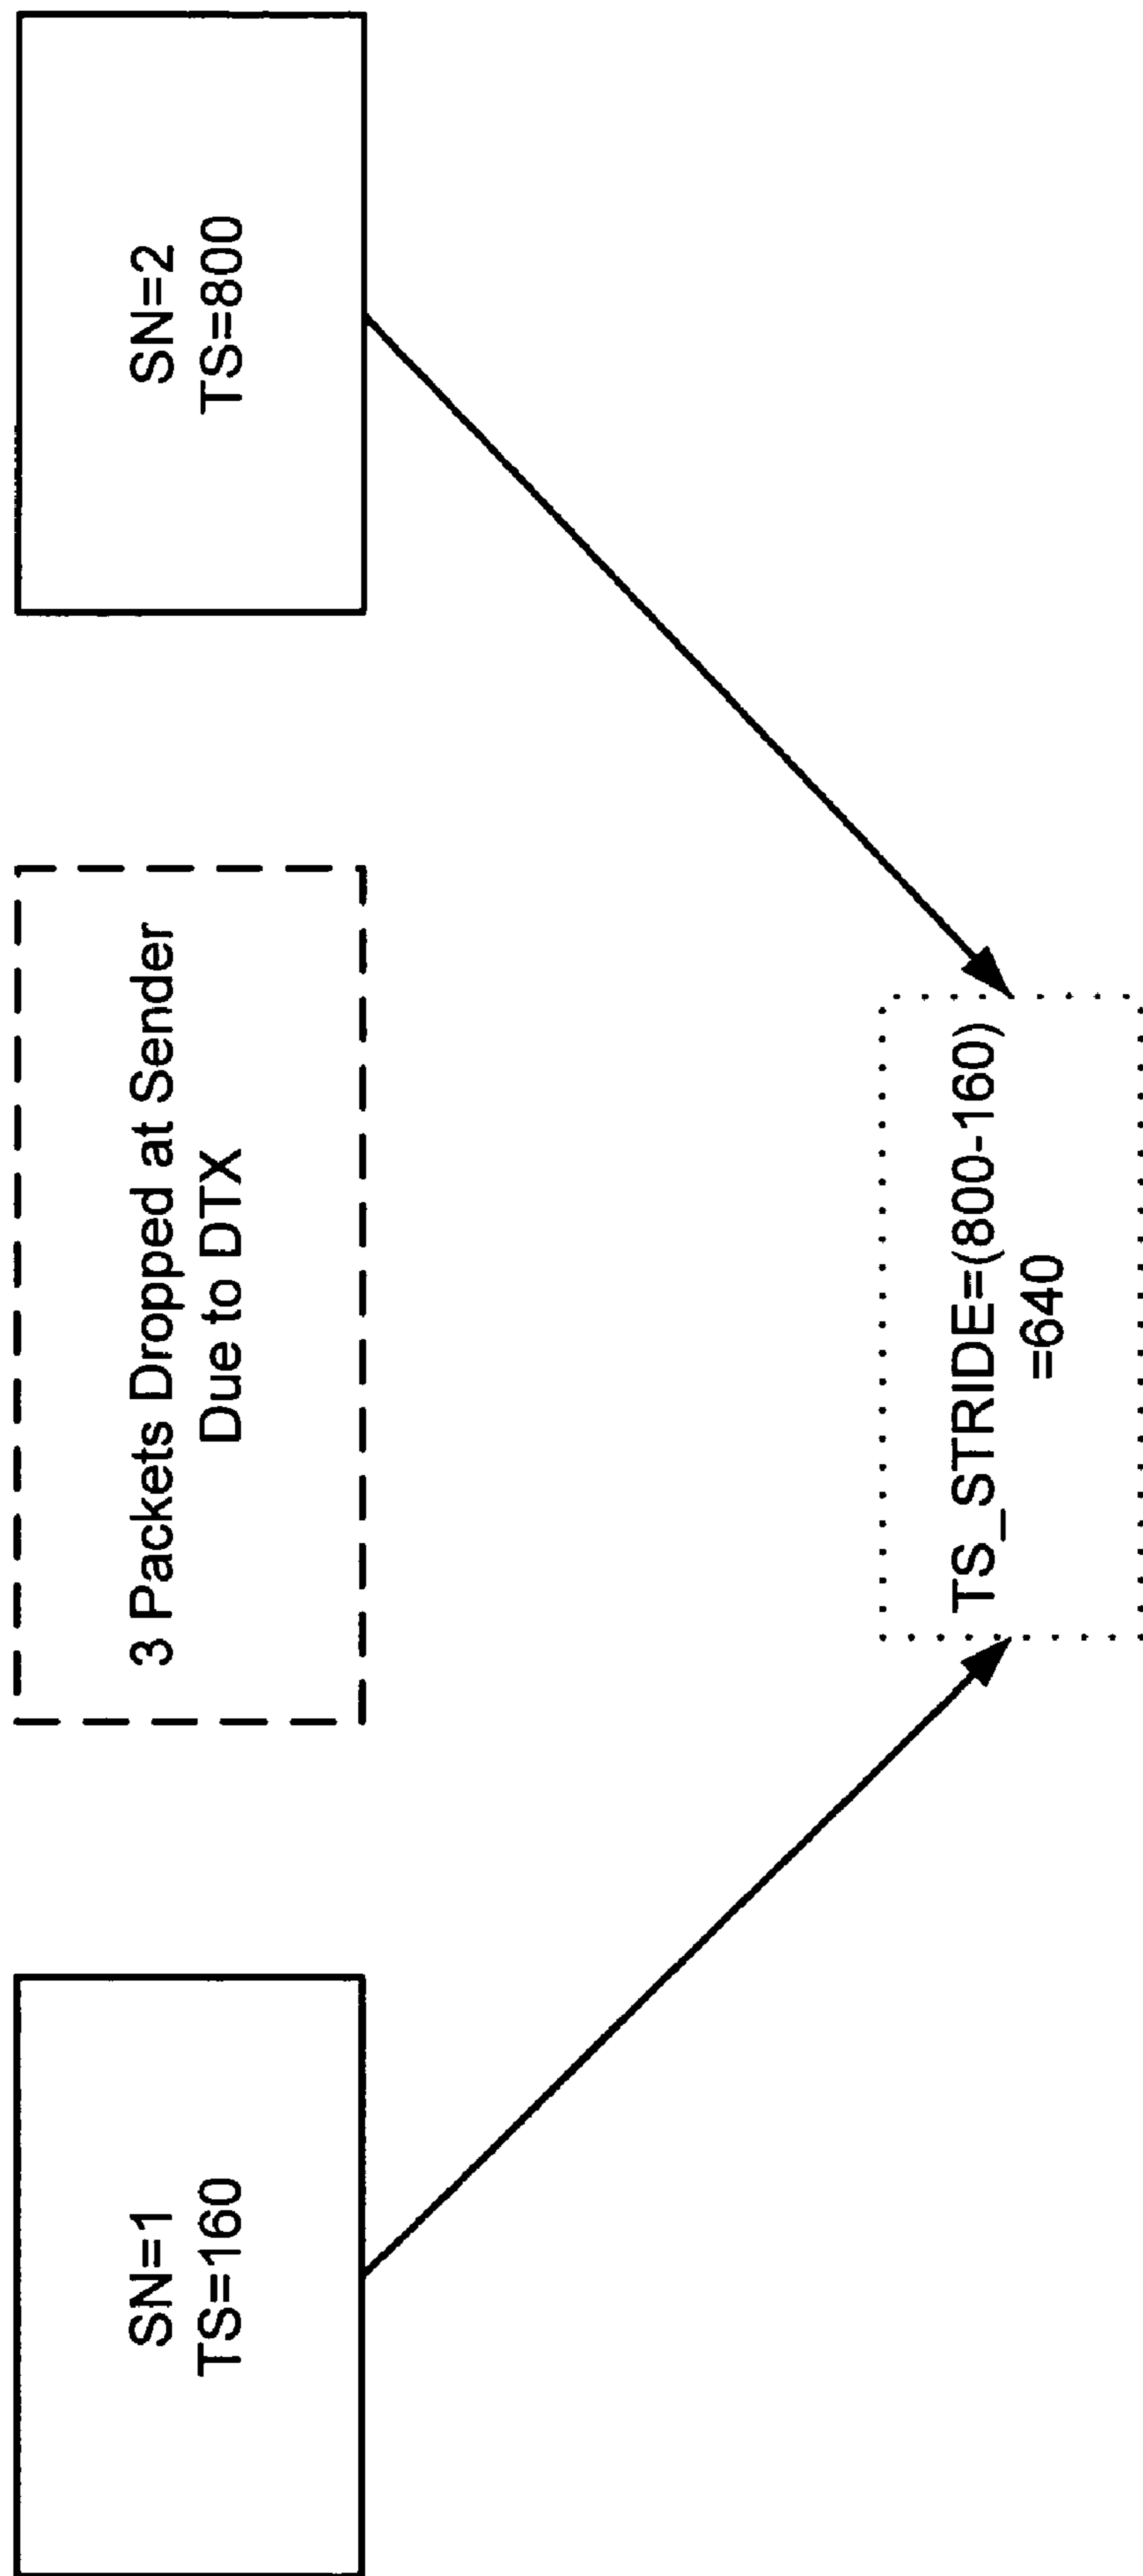 SN=1
TS=160
3 Packets Dropped at Sender
Due to DTX
SN=2
TS=800
TS_STRIDE=(800-160)
=640